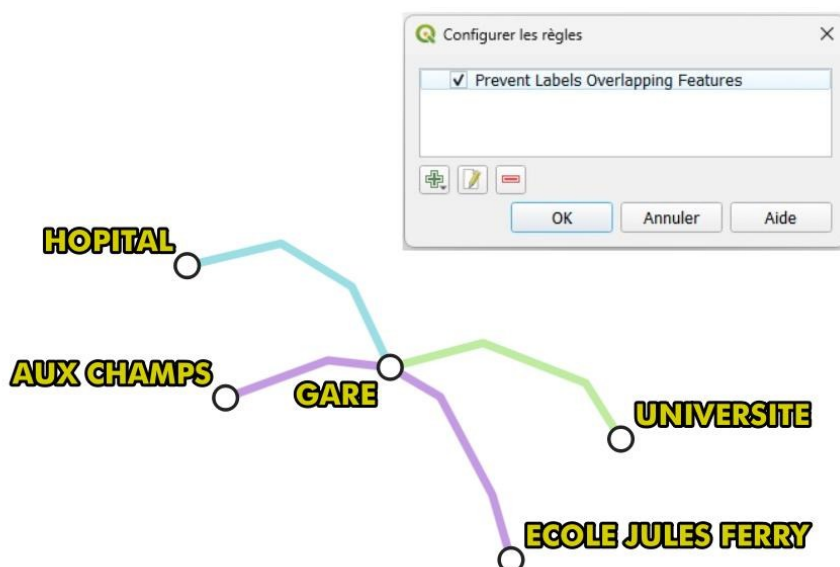 Configurer les règles
Prevent Labels Overlapping Features
OK
Annuler
Aide
HOPITAL
AUX CHAMPS
GARE
UNIVERSITE
ECOLE JULES FERRY